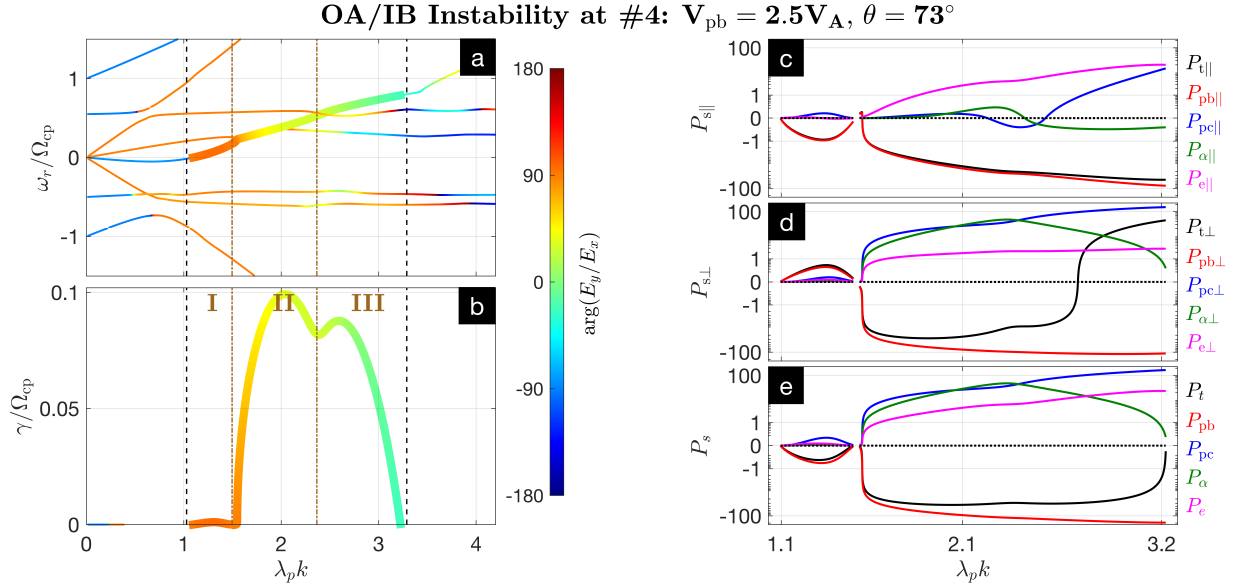 OA/IB Instability at #4: V_pb = 2.5V_A, θ = 73°
a
1
0
-1
ω_r/Ω_cp
b
I
II
III
0.1
0.05
0
γ/Ω_cp
0
1
2
3
4
λ_p k
180
90
0
-90
-180
arg(E_y/E_x)
c
100
1
-1
-100
P_s||
P_t||
P_pb||
P_pc||
P_α||
P_e||
d
100
1
-1
-100
P_s⊥
P_t⊥
P_pb⊥
P_pc⊥
P_α⊥
P_e⊥
e
100
1
-1
-100
P_s
P_t
P_pb
P_pc
P_α
P_e
1.1
2.1
3.2
λ_p k